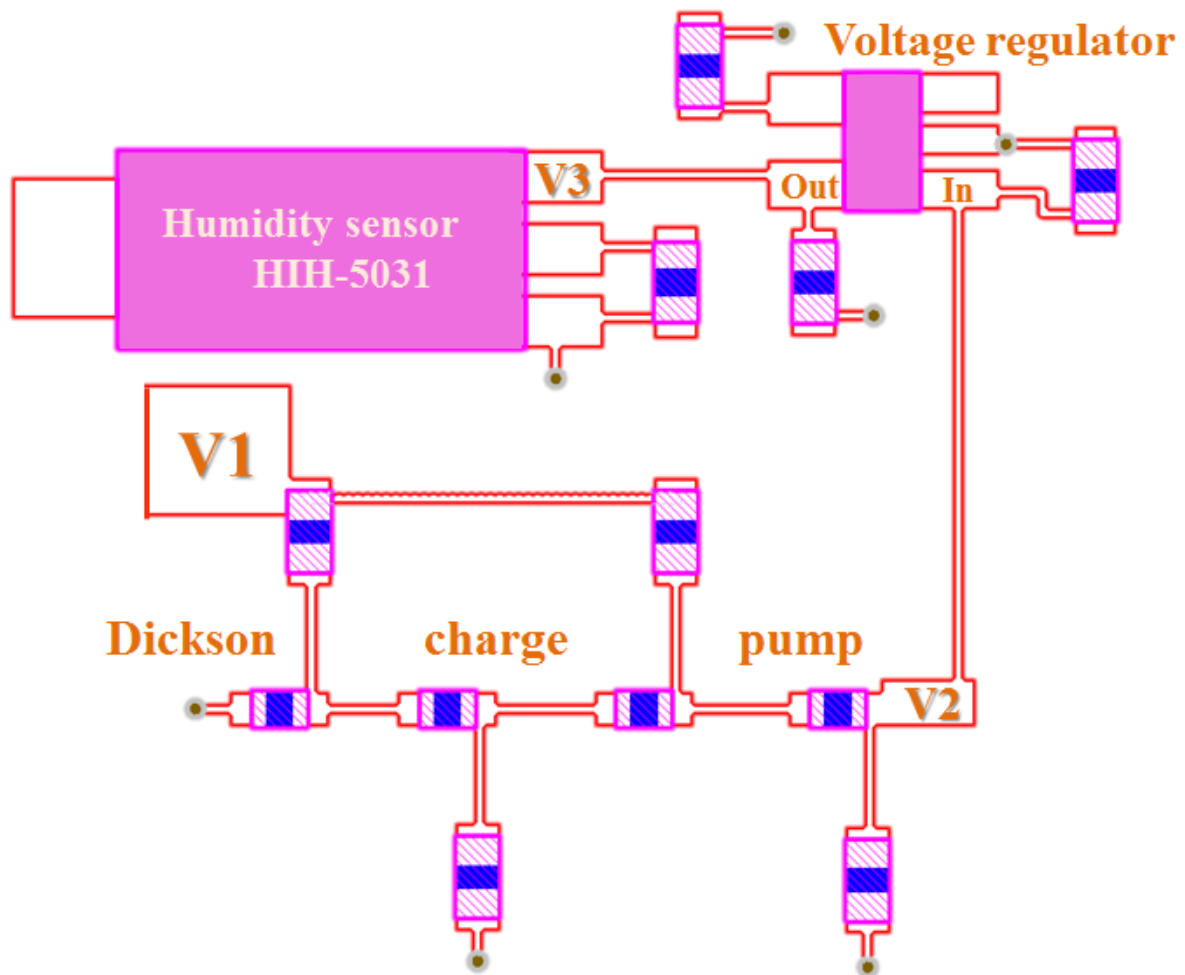 Voltage regulator
V3
Out
In
Humidity sensor
HIH-5031
V1
Dickson charge pump
V2